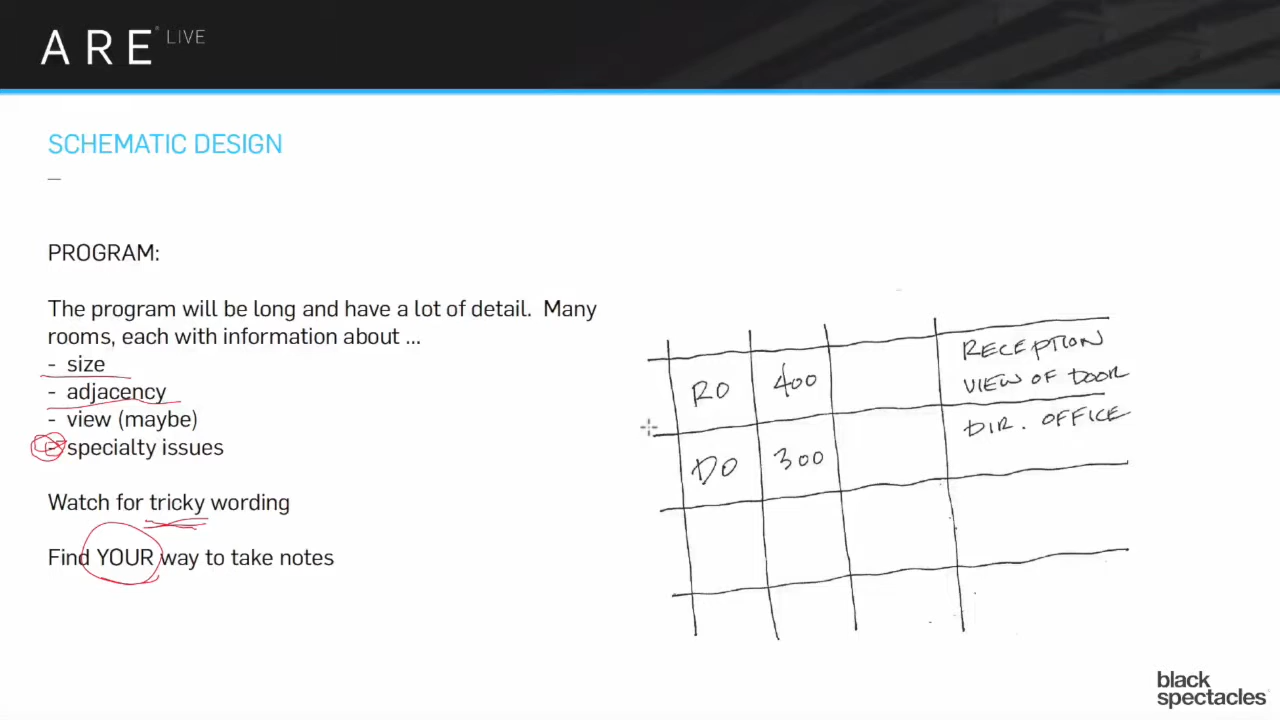 ARE® LIVE
SCHEMATIC DESIGN
—
PROGRAM:
The program will be long and have a lot of detail.  Many
rooms, each with information about ...
- size
- adjacency
- view (maybe)
- specialty issues
Watch for tricky wording
Find YOUR way to take notes
RO 400 RECEPTION
VIEW OF DOOR
DO 300 DIR. OFFICE
black
spectacles